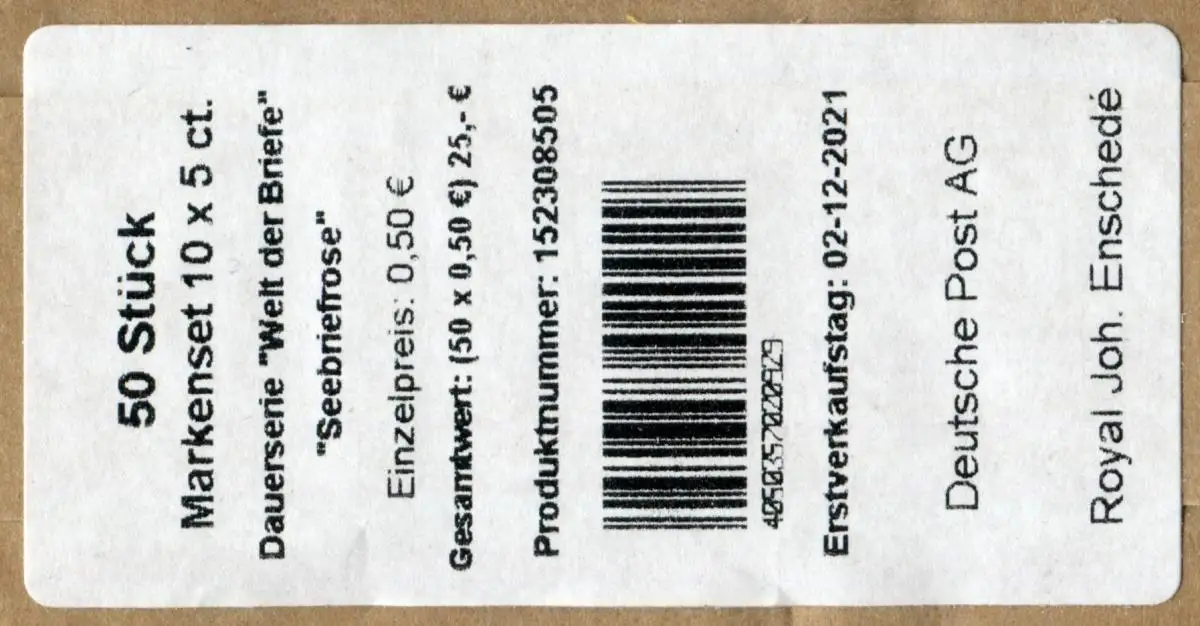 50 Stück
Markenset 10 x 5 ct.
Dauerserie "Welt der Briefe"
"Seebriefrose"
Einzelpreis: 0,50 €
Gesamtwert: (50 x 0,50 €) 25,- €
Produktnummer: 152308505
4050357020929
Erstverkaufstag: 02-12-2021
Deutsche Post AG
Royal Joh. Enschedé